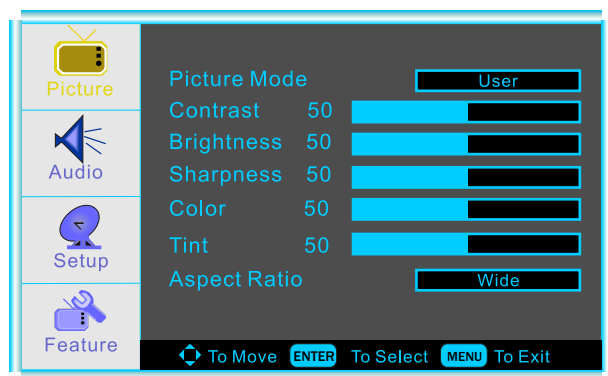 Picture
Audio
Setup
Feature
Picture Mode User
Contrast 50
Brightness 50
Sharpness 50
Color 50
Tint 50
Aspect Ratio Wide
To Move ENTER To Select MENU To Exit